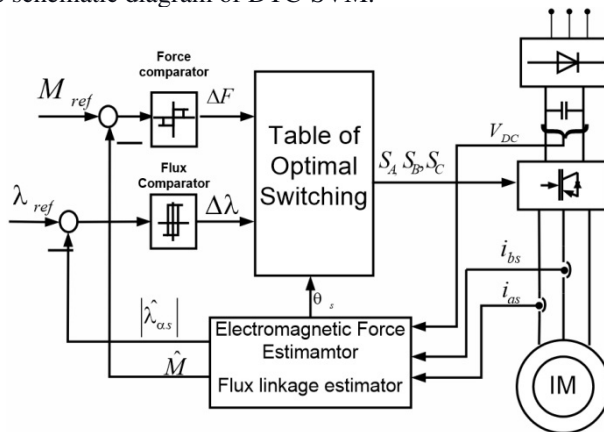 schematic diagram of DTC-SVM.
Force
comparator
M ref
ΔF
Flux
Comparator
λ ref
Δλ
Table of
Optimal
Switching
S_A, S_B, S_C
V_DC
i_bs
i_as
θ s
|λ̂_αs|
M̂
Electromagnetic Force
Estimamtor
Flux linkage estimator
IM